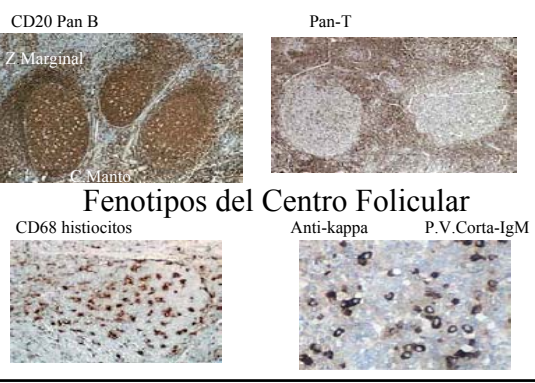 CD20 Pan B
Pan-T
Z.Marginal
C.Manto
Fenotipos del Centro Folicular
CD68 histiocitos
Anti-kappa
P.V.Corta-IgM